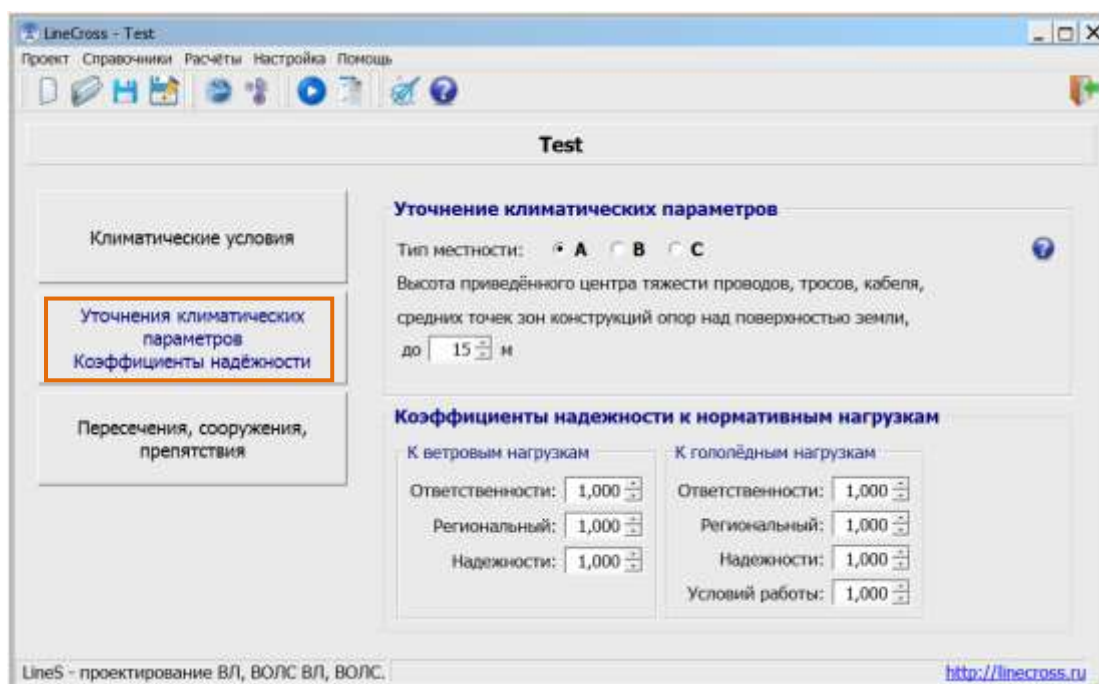 LineCross - Test
Проект Справочники Расчёты Настройка Помощь
Test
Климатические условия
Уточнения климатических
параметров
Коэффициенты надёжности
Пересечения, сооружения,
препятствия
Уточнение климатических параметров
Тип местности: A B C
Высота приведённого центра тяжести проводов, тросов, кабеля,
средних точек зон конструкций опор над поверхностью земли,
до 15 м
Коэффициенты надежности к нормативным нагрузкам
К ветровым нагрузкам
Ответственности: 1,000
Региональный: 1,000
Надежности: 1,000
К гололёдным нагрузкам
Ответственности: 1,000
Региональный: 1,000
Надежности: 1,000
Условий работы: 1,000
LineS - проектирование ВЛ, ВОЛС ВЛ, ВОЛС.
http://linecross.ru